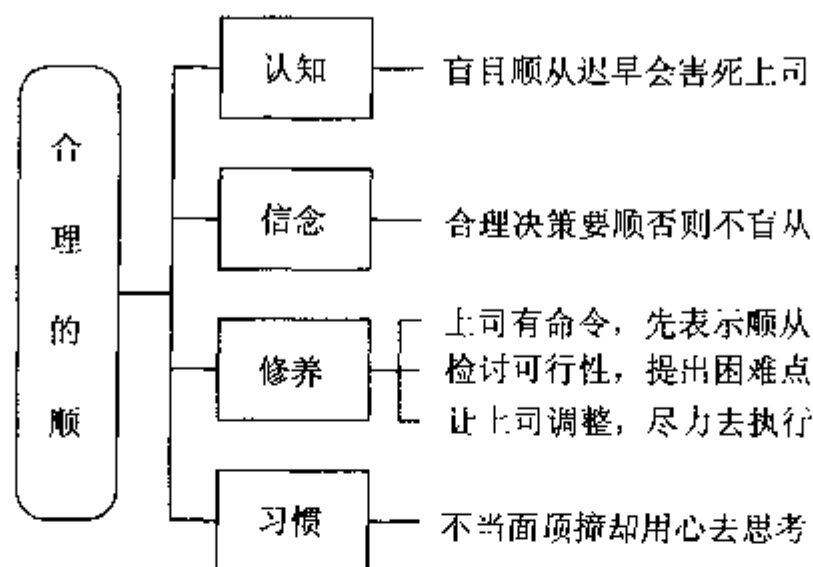 合理的顺
认知
盲目顺从迟早会害死上司
信念
合理决策要顺否则不盲从
修养
上司有命令，先表示顺从
检讨可行性，提出困难点
让上司调整，尽力去执行
习惯
不当面顶撞却用心去思考